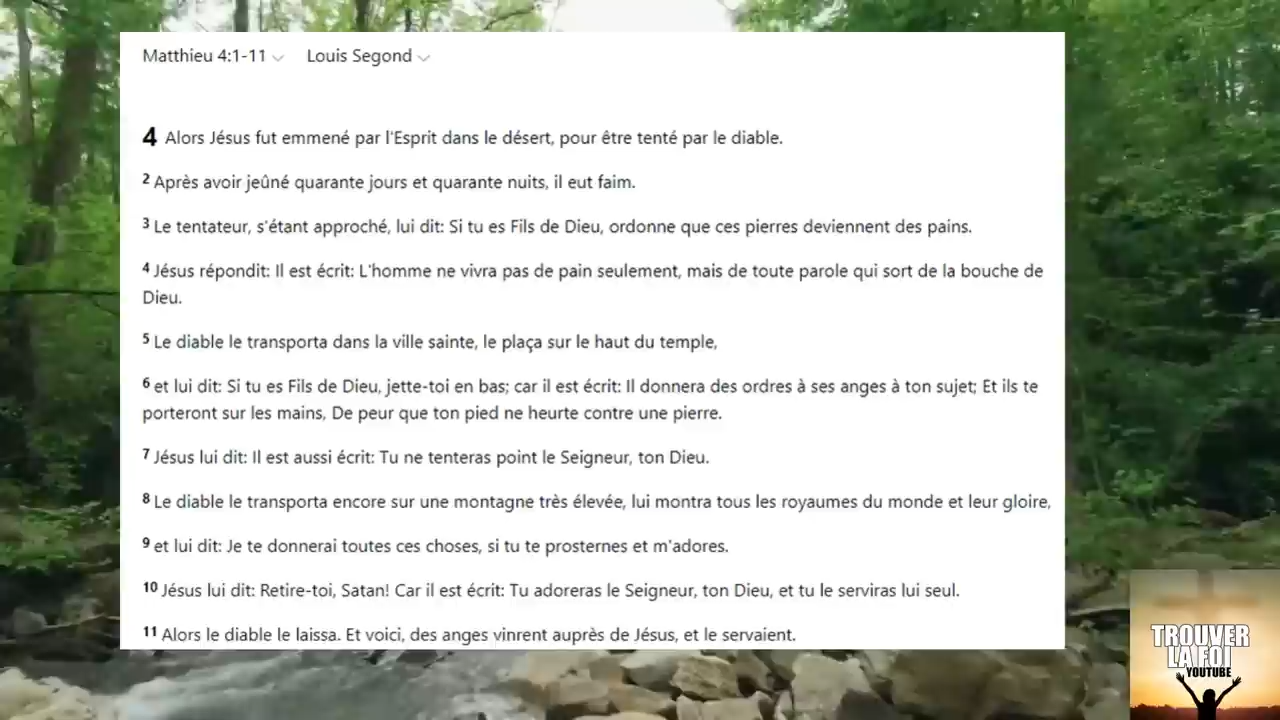 Matthieu 4:1-11 Louis Segond
4 Alors Jésus fut emmené par l'Esprit dans le désert, pour être tenté par le diable.
2 Après avoir jeûné quarante jours et quarante nuits, il eut faim.
3 Le tentateur, s'étant approché, lui dit: Si tu es Fils de Dieu, ordonne que ces pierres deviennent des pains.
4 Jésus répondit: Il est écrit: L'homme ne vivra pas de pain seulement, mais de toute parole qui sort de la bouche de
Dieu.
5 Le diable le transporta dans la ville sainte, le plaça sur le haut du temple,
6 et lui dit: Si tu es Fils de Dieu, jette-toi en bas; car il est écrit: Il donnera des ordres à ses anges à ton sujet; Et ils te
porteront sur les mains, De peur que ton pied ne heurte contre une pierre.
7 Jésus lui dit: Il est aussi écrit: Tu ne tenteras point le Seigneur, ton Dieu.
8 Le diable le transporta encore sur une montagne très élevée, lui montra tous les royaumes du monde et leur gloire,
9 et lui dit: Je te donnerai toutes ces choses, si tu te prosternes et m'adores.
10 Jésus lui dit: Retire-toi, Satan! Car il est écrit: Tu adoreras le Seigneur, ton Dieu, et tu le serviras lui seul.
11 Alors le diable le laissa. Et voici, des anges vinrent auprès de Jésus, et le servaient.
TROUVER
LA FOI
YOUTUBE